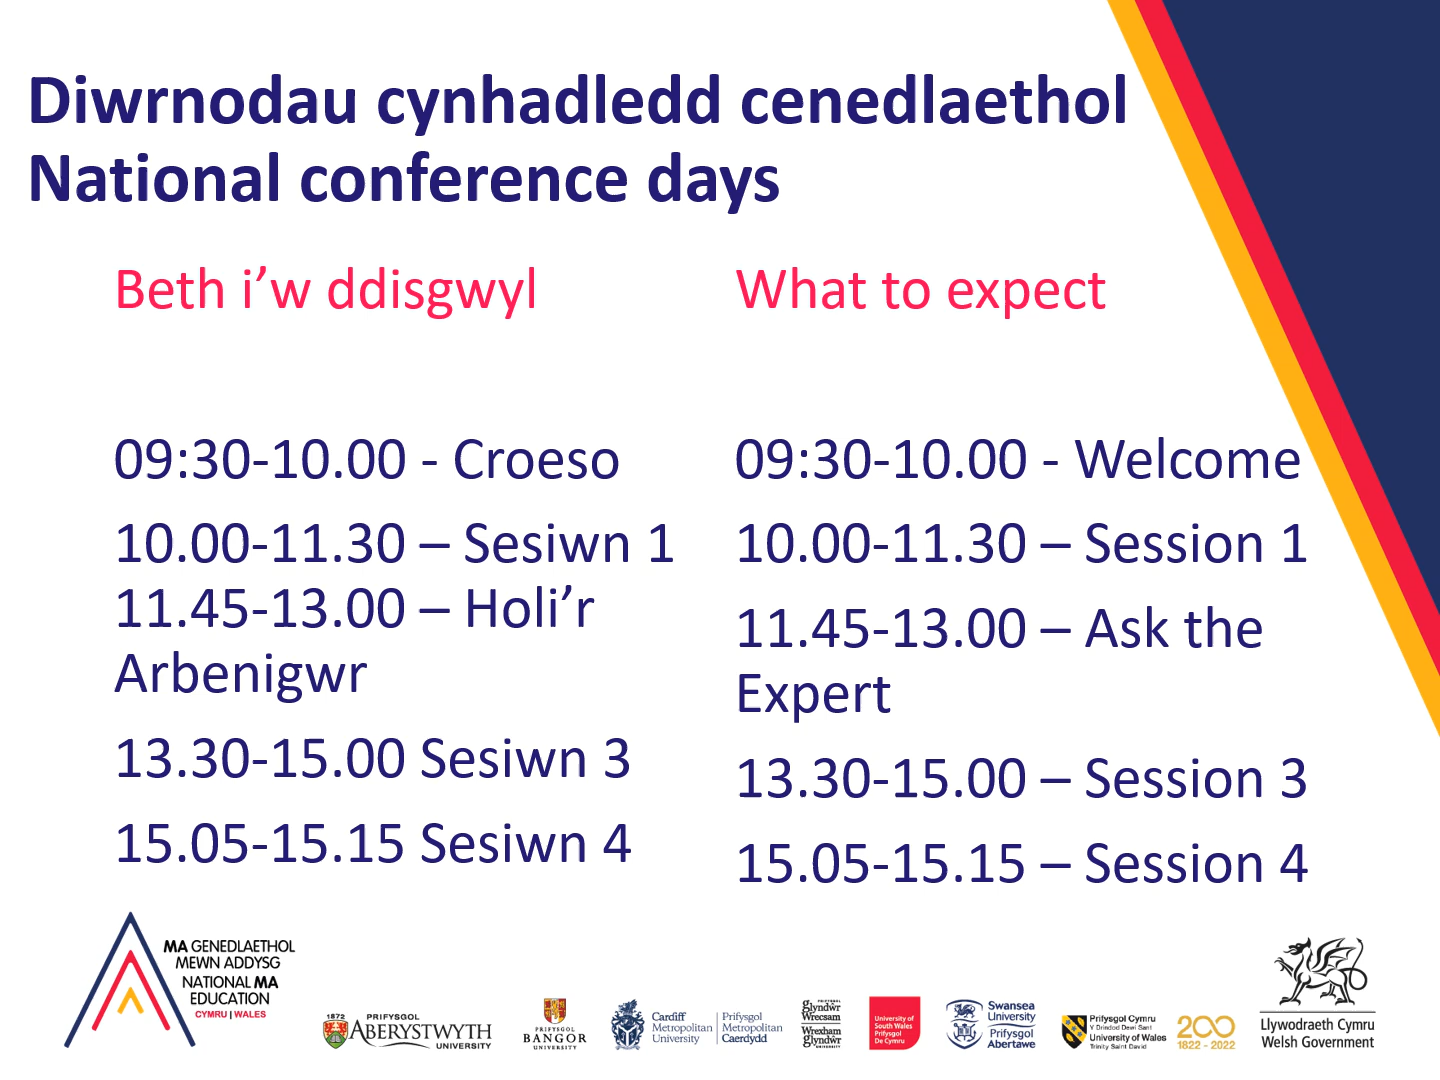 Diwrnodau cynhadledd cenedlaethol
National conference days
Beth i’w ddisgwyl
09:30-10.00 - Croeso
10.00-11.30 – Sesiwn 1
11.45-13.00 – Holi’r
Arbenigwr
13.30-15.00 Sesiwn 3
15.05-15.15 Sesiwn 4
What to expect
09:30-10.00 - Welcome
10.00-11.30 – Session 1
11.45-13.00 – Ask the
Expert
13.30-15.00 – Session 3
15.05-15.15 – Session 4
MA GENEDLAETHOL
MEWN ADDYSG
NATIONAL MA
EDUCATION
CYMRU | WALES
1872 PRIFYSGOL
ABERYSTWYTH
UNIVERSITY
PRIFYSGOL
BANGOR
UNIVERSITY
Cardiff
Metropolitan
University
Prifysgol
Metropolitan
Caerdydd
PRIFYSGOL
glyndŵr
Wrecsam
Wrexham
glyndŵr
UNIVERSITY
University of
South Wales
Prifysgol
De Cymru
Swansea
University
Prifysgol
Abertawe
Prifysgol Cymru
Y Drindod Dewi Sant
University of Wales
Trinity Saint David
200
1822 - 2022
Llywodraeth Cymru
Welsh Government